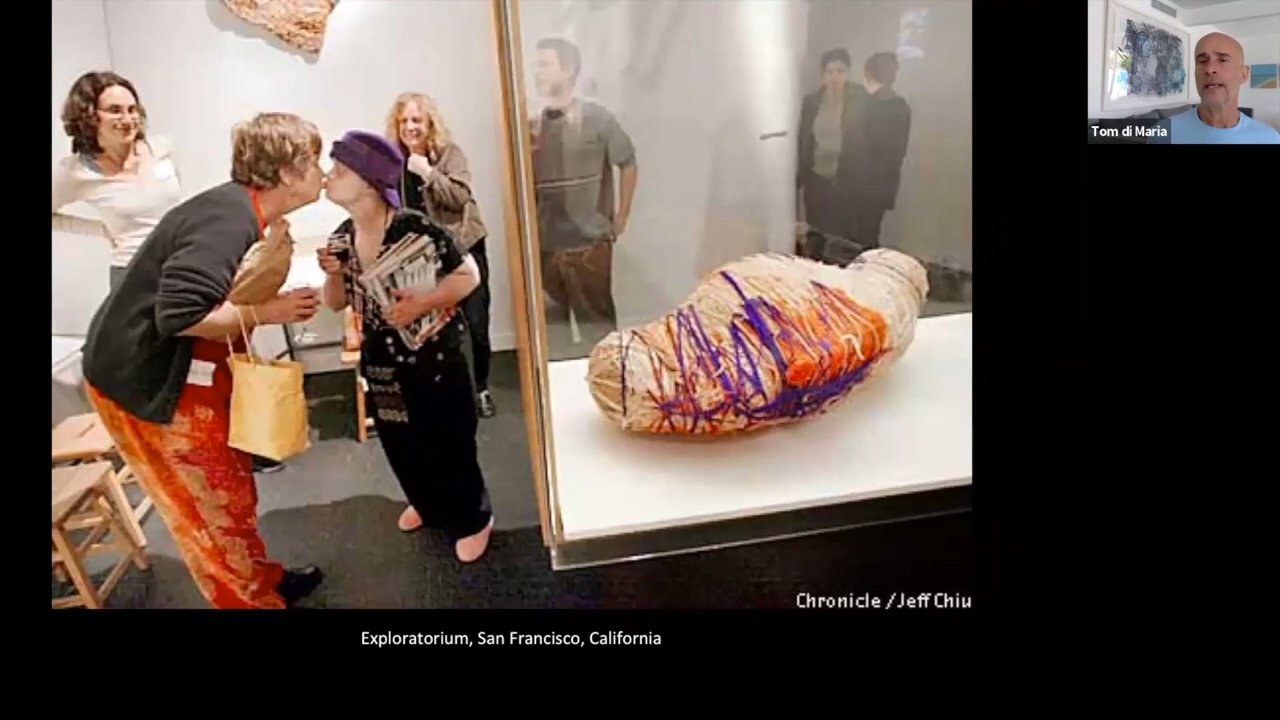 Tom di Maria
Chronicle / Jeff Chiu
Exploratorium, San Francisco, California